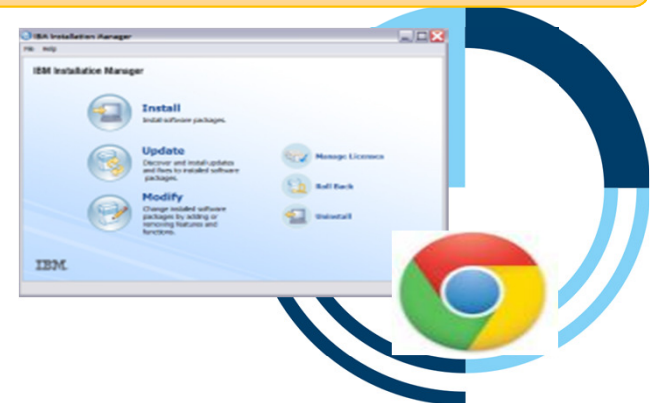 IBM Installation Manager
File Help
IBM Installation Manager
Install
Install software packages.
Update
Discover and install updates
and fixes to installed software
packages.
Modify
Change installed software
packages by adding or
removing features and
functions.
Manage Licenses
Roll Back
Uninstall
IBM.